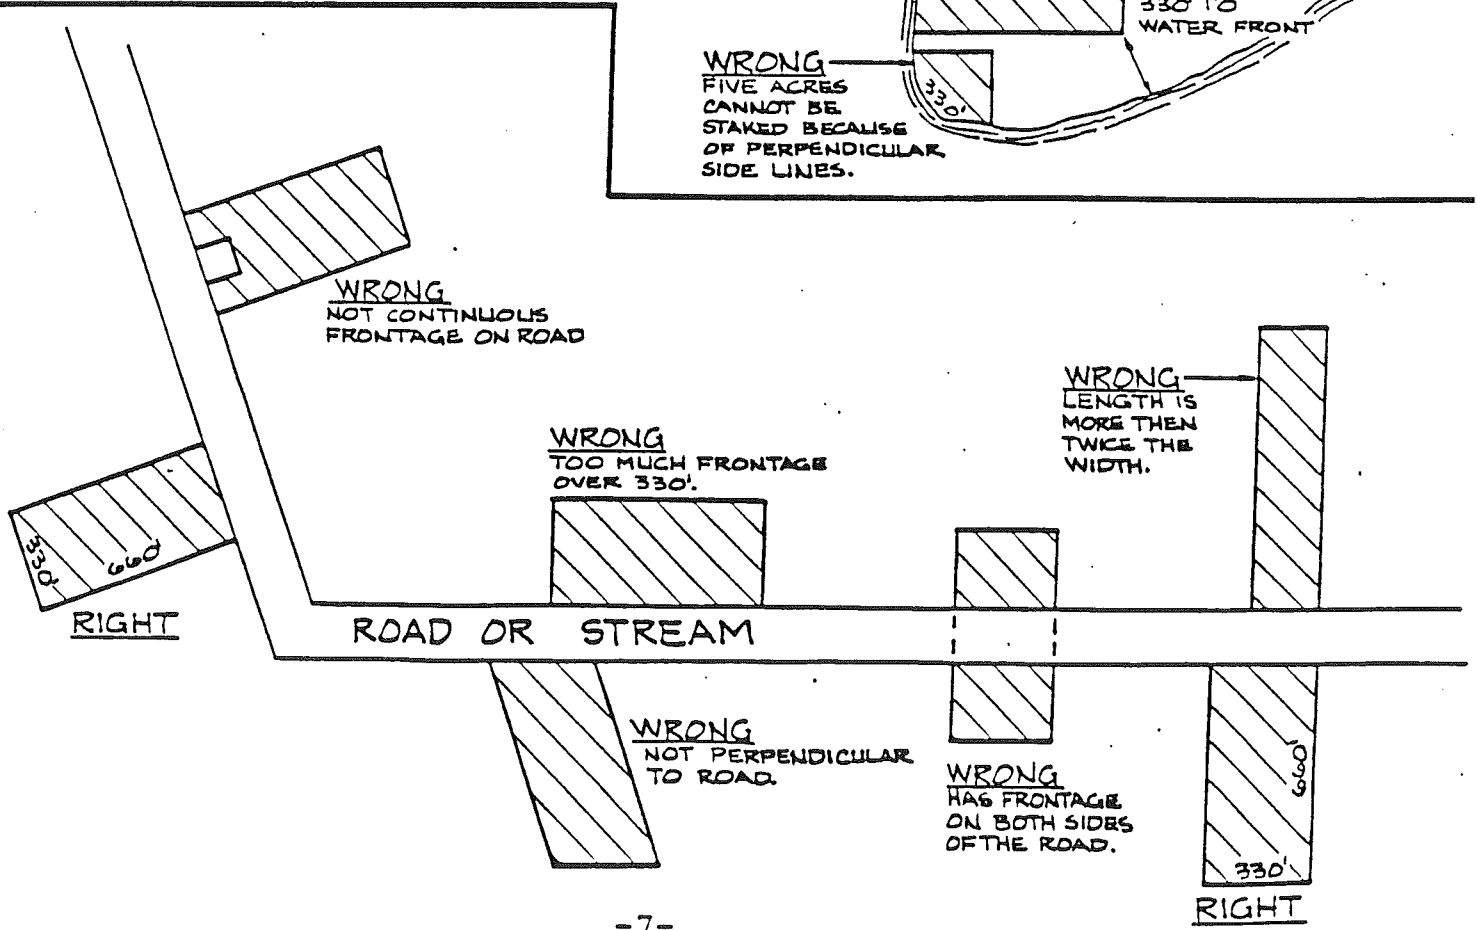 330' TO
WATER FRONT
WRONG
FIVE ACRES
CANNOT BE
STAKED BECAUSE
OF PERPENDICULAR
SIDE LINES.
330'
WRONG
NOT CONTINUOUS
FRONTAGE ON ROAD
WRONG
LENGTH IS
MORE THEN
TWICE THE
WIDTH.
WRONG
TOO MUCH FRONTAGE
OVER 330'.
330'
660'
RIGHT
ROAD OR STREAM
WRONG
NOT PERPENDICULAR
TO ROAD.
WRONG
HAS FRONTAGE
ON BOTH SIDES
OF THE ROAD.
660'
330'
RIGHT
-7-